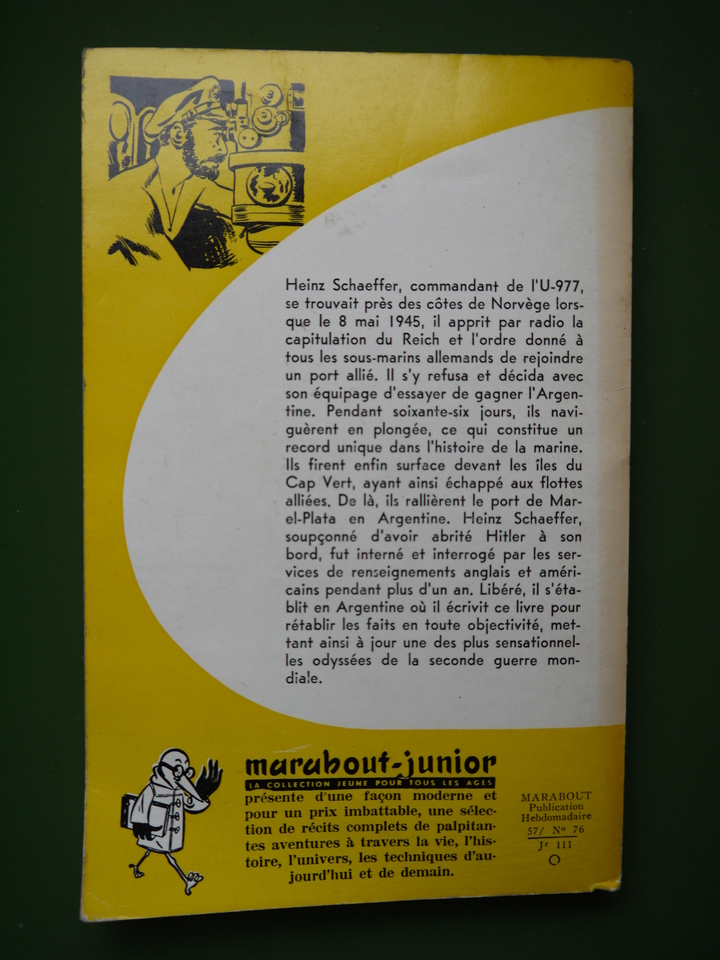 Heinz Schaeffer, commandant de l'U-977,
se trouvait près des côtes de Norvège lors-
que le 8 mai 1945, il apprit par radio la
capitulation du Reich et l'ordre donné à
tous les sous-marins allemands de rejoindre
un port allié. Il s'y refusa et décida avec
son équipage d'essayer de gagner l'Argen-
tine. Pendant soixante-six jours, ils navi-
guèrent en plongée, ce qui constitue un
record unique dans l'histoire de la marine.
Ils firent enfin surface devant les îles du
Cap Vert, ayant ainsi échappé aux flottes
alliées. De là, ils rallièrent le port de Mar-
el-Plata en Argentine. Heinz Schaeffer,
soupçonné d'avoir abrité Hitler à son
bord, fut interné et interrogé par les ser-
vices de renseignements anglais et améri-
cains pendant plus d'un an. Libéré, il s'éta-
blit en Argentine où il écrivit ce livre pour
rétablir les faits en toute objectivité, met-
tant ainsi à jour une des plus sensationnel-
les odyssées de la seconde guerre mon-
diale.
marabout-junior
LA COLLECTION JEUNE POUR TOUS LES AGES
présente d'une façon moderne et
pour un prix imbattable, une sélec-
tion de récits complets de palpitan-
tes aventures à travers la vie, l'his-
toire, l'univers, les techniques d'au-
jourd'hui et de demain.
MARABOUT
Publication
Hebdomadaire
57/ N° 76
Jr 111
O